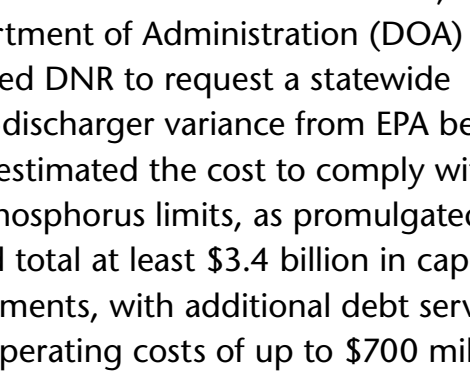 rtment of Administration (DOA)
ed DNR to request a statewide
discharger variance from EPA be
estimated the cost to comply wi
hosphorus limits, as promulgated
l total at least $3.4 billion in cap
ments, with additional debt serv
perating costs of up to $700 mil